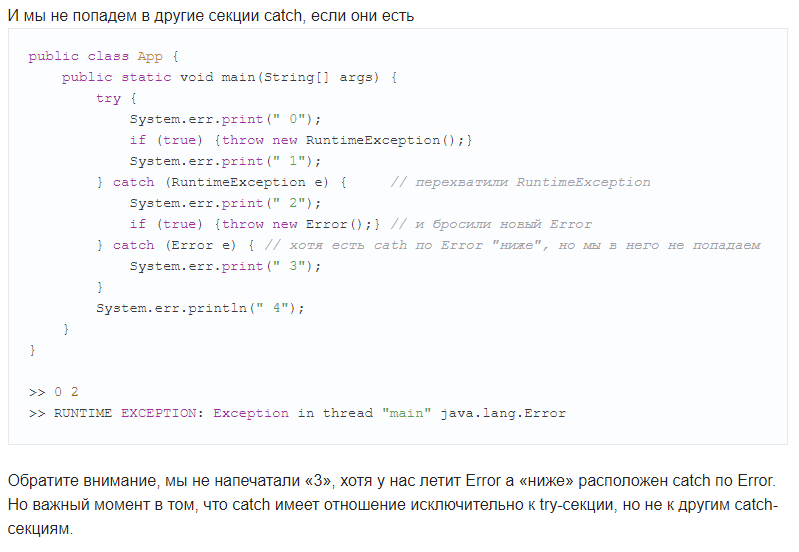 И мы не попадем в другие секции catch, если они есть
public class App {
    public static void main(String[] args) {
        try {
            System.err.print(" 0");
            if (true) {throw new RuntimeException();}
            System.err.print(" 1");
        } catch (RuntimeException e) {     // перехватили RuntimeException
            System.err.print(" 2");
            if (true) {throw new Error();} // и бросили новый Error
        } catch (Error e) { // хотя есть cath по Error "ниже", но мы в него не попадаем
            System.err.print(" 3");
        }
        System.err.println(" 4");
    }
}
>> 0 2
>> RUNTIME EXCEPTION: Exception in thread "main" java.lang.Error
Обратите внимание, мы не напечатали «3», хотя у нас летит Error а «ниже» расположен catch по Error.
Но важный момент в том, что catch имеет отношение исключительно к try-секции, но не к другим catch-
секциям.